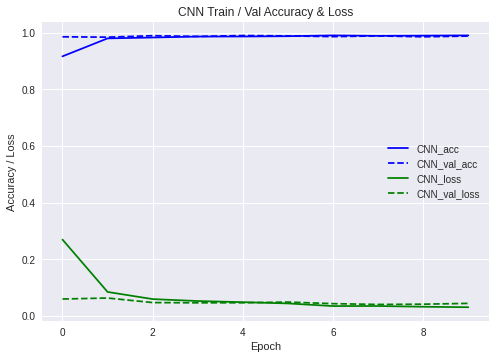 CNN Train / Val Accuracy & Loss
1.0
0.8
0.6
0.4
0.2
0.0
Accuracy / Loss
CNN_acc
CNN_val_acc
CNN_loss
CNN_val_loss
0 2 4 6 8
Epoch